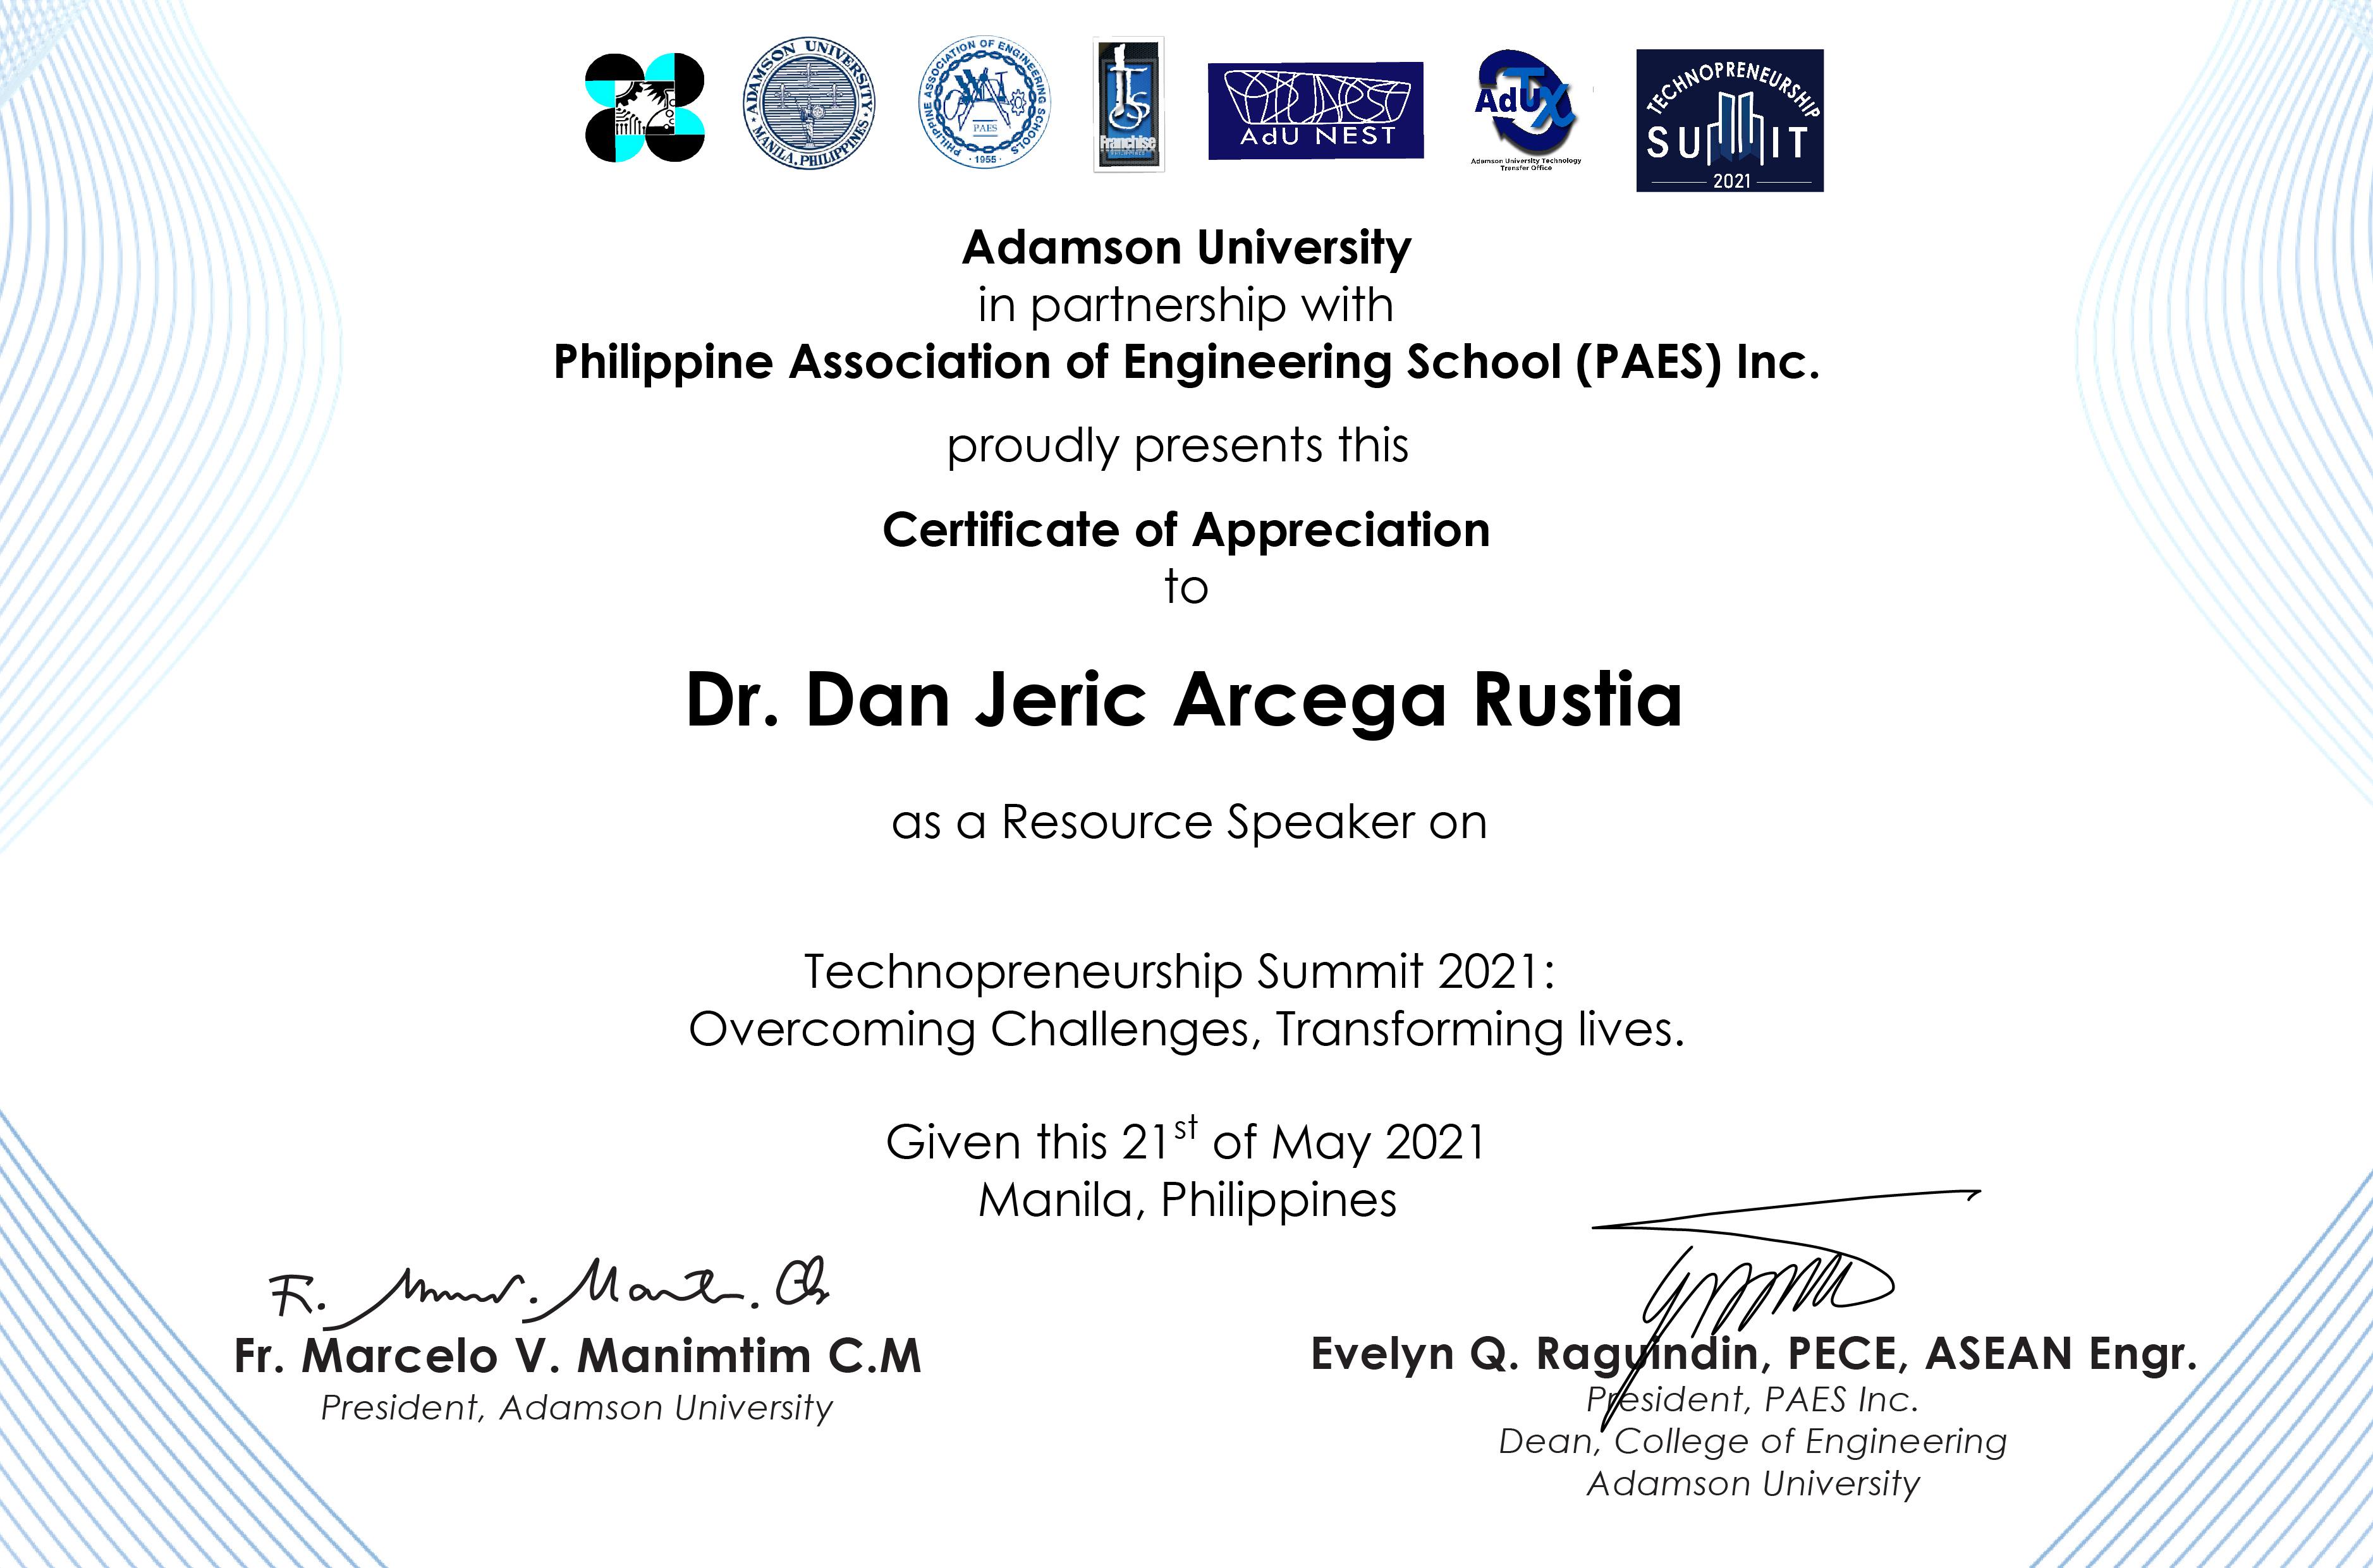 ADAMSON UNIVERSITY
MANILA, PHILIPPINES
PHILIPPINE ASSOCIATION OF ENGINEERING SCHOOLS
PAES
1955
Franchise
AdU NEST
AdU TX
Adamson University Technology
Transfer Office
TECHNOPRENEURSHIP
SUMMIT
2021
Adamson University
in partnership with
Philippine Association of Engineering School (PAES) Inc.
proudly presents this
Certificate of Appreciation
to
Dr. Dan Jeric Arcega Rustia
as a Resource Speaker on
Technopreneurship Summit 2021:
Overcoming Challenges, Transforming lives.
Given this 21st of May 2021
Manila, Philippines
Fr. Marcelo V. Manimtim C.M
President, Adamson University
Evelyn Q. Raguindin, PECE, ASEAN Engr.
President, PAES Inc.
Dean, College of Engineering
Adamson University